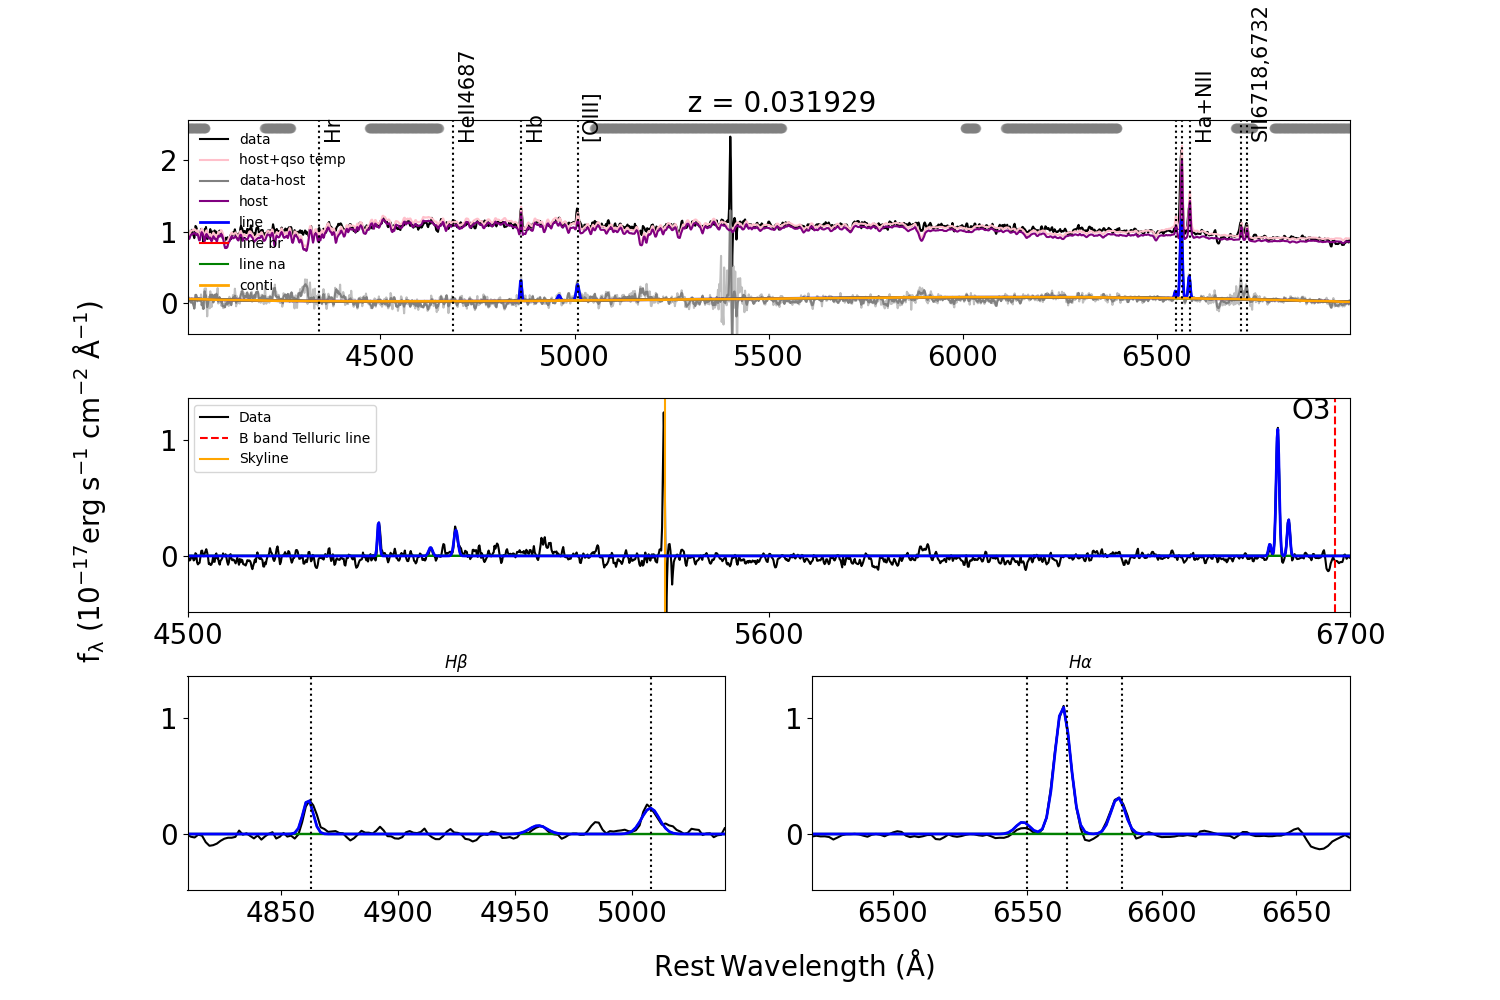 z = 0.031929
Hr
HeII4687
Hb
[OIII]
Ha+NII
SII6718,6732
data
host+qso temp
data-host
host
line
line br
line na
conti
2
1
0
4500
5000
5500
6000
6500
Data
B band Telluric line
Skyline
O3
1
0
4500
5600
6700
fλ (10⁻¹⁷erg s⁻¹ cm⁻² Å⁻¹)
Hβ
1
0
4850
4900
4950
5000
Hα
1
0
6500
6550
6600
6650
Rest Wavelength (Å)